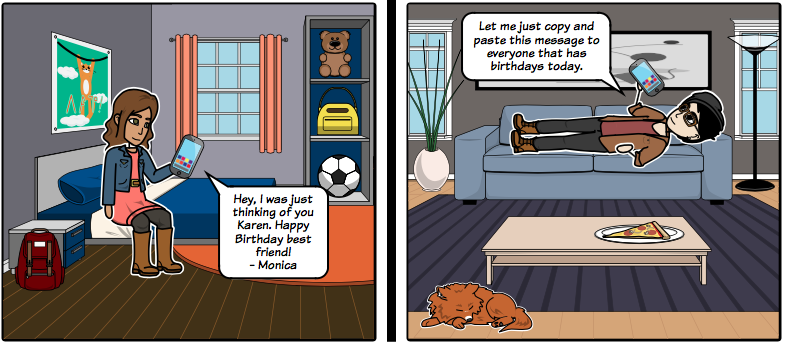 Hey, I was just
thinking of you
Karen. Happy
Birthday best
friend!
- Monica
Let me just copy and
paste this message to
everyone that has
birthdays today.